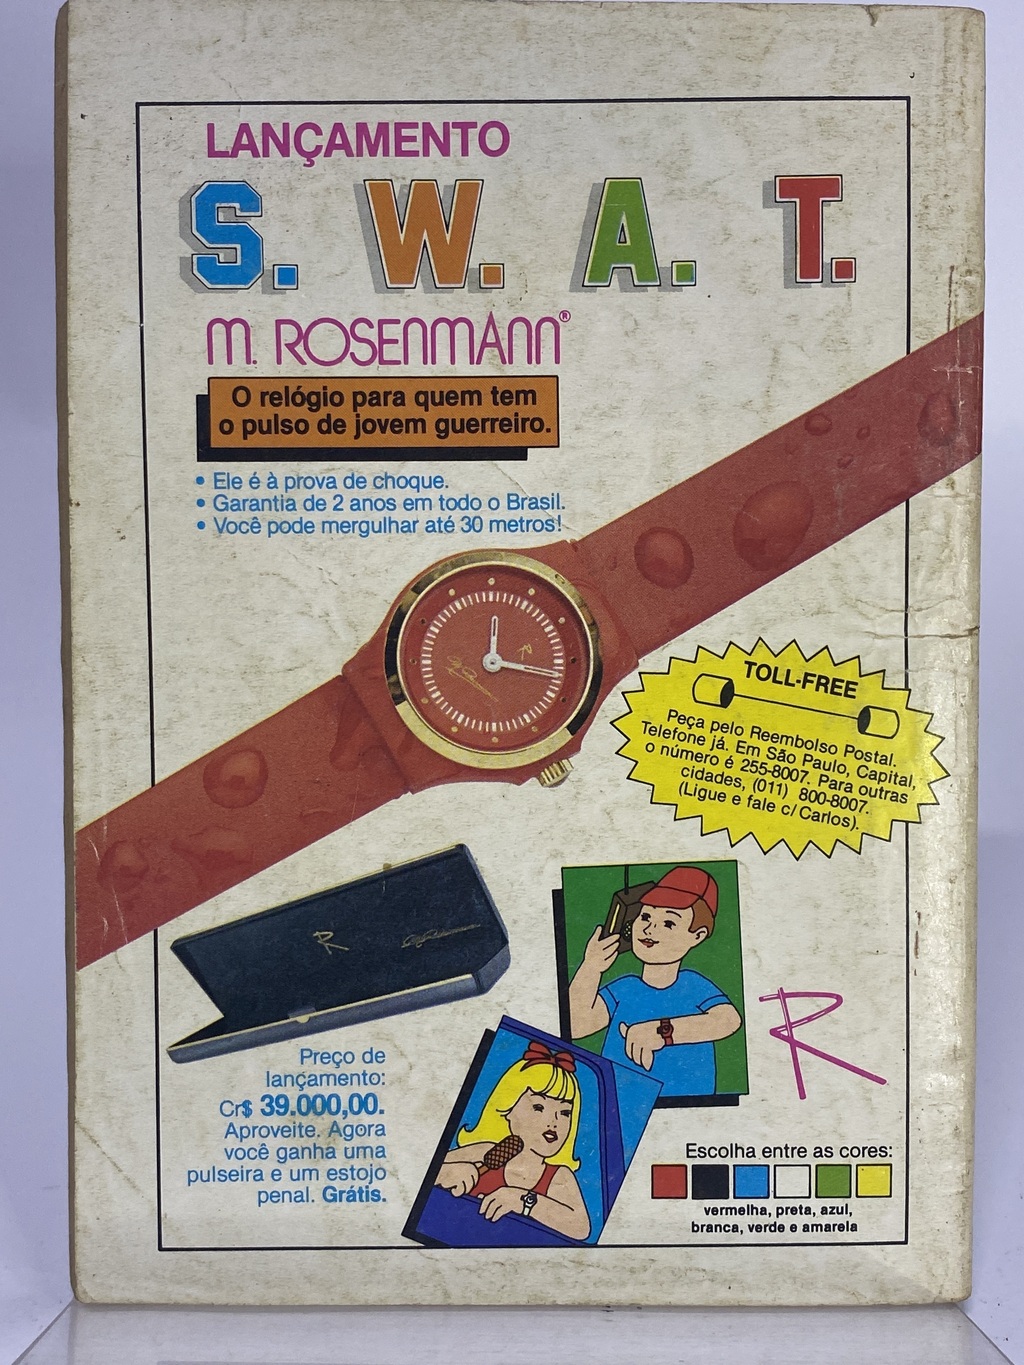 LANÇAMENTO
S. W. A. T.
M. ROSENMANN®
O relógio para quem tem
o pulso de jovem guerreiro.
• Ele é à prova de choque.
• Garantia de 2 anos em todo o Brasil.
• Você pode mergulhar até 30 metros!
R
TOLL-FREE
Peça pelo Reembolso Postal.
Telefone já. Em São Paulo, Capital,
o número é 255-8007. Para outras
cidades, (011) 800-8007.
(Ligue e fale c/ Carlos).
R
R
Preço de
lançamento:
Cr$ 39.000,00.
Aproveite. Agora
você ganha uma
pulseira e um estojo
penal. Grátis.
Escolha entre as cores:
vermelha, preta, azul,
branca, verde e amarela